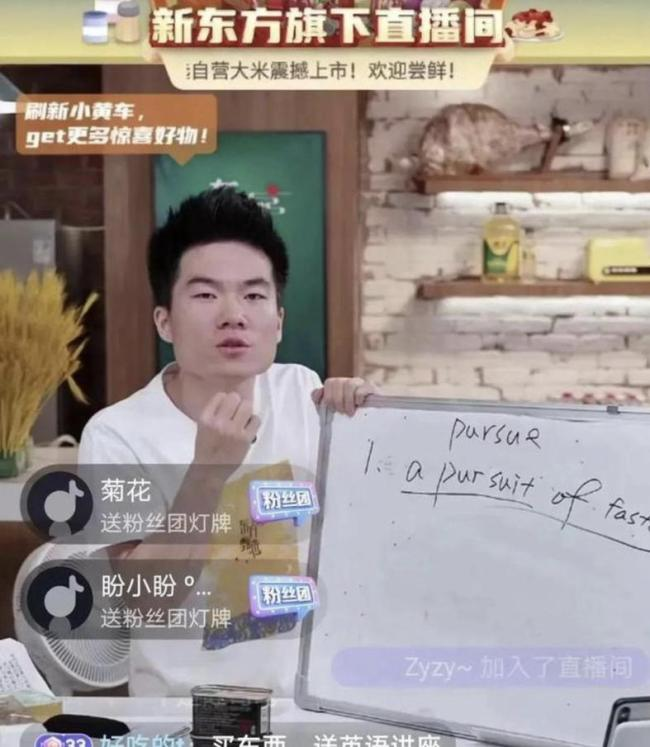 新东方旗下直播间
自营大米震撼上市！欢迎尝鲜！
刷新小黄车，
get更多惊喜好物！
pursue
1. a pursuit of
菊花
送粉丝团灯牌
粉丝团
盼小盼 º...
送粉丝团灯牌
粉丝团
Zyzy~ 加入了直播间
33 好吃的 买东西，送英语讲座